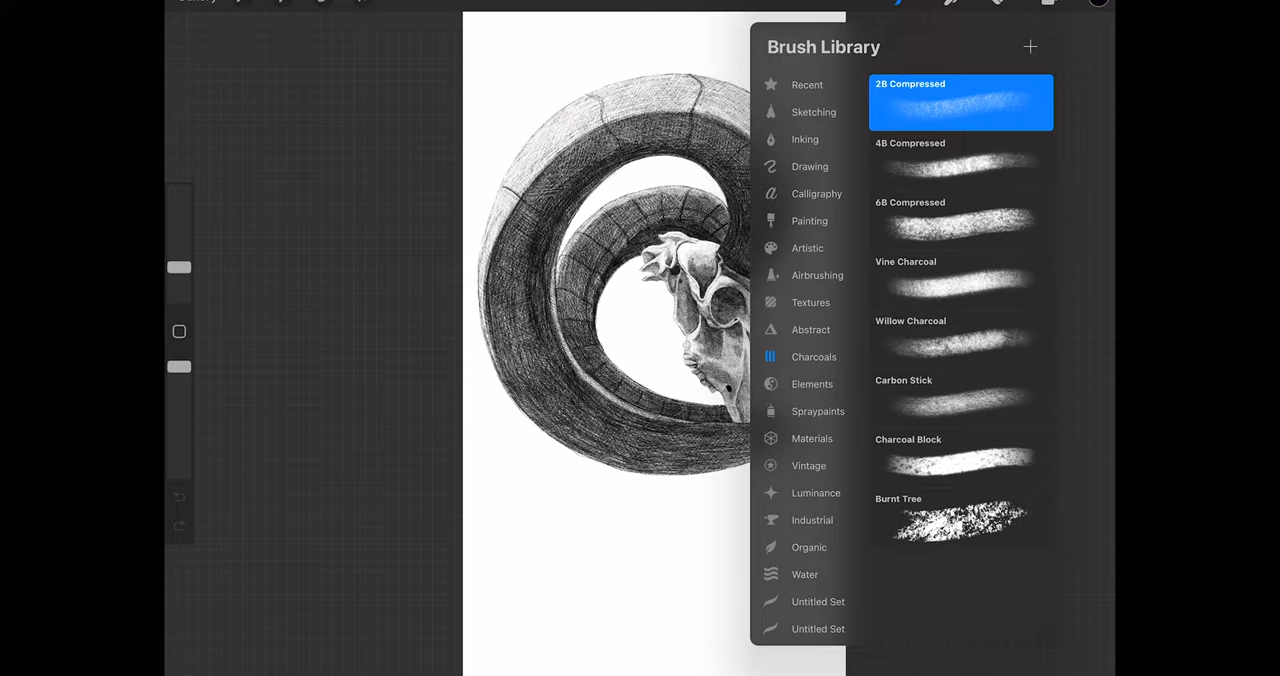 Gallery
Brush Library
Recent
Sketching
Inking
Drawing
Calligraphy
Painting
Artistic
Airbrushing
Textures
Abstract
Charcoals
Elements
Spraypaints
Materials
Vintage
Luminance
Industrial
Organic
Water
Untitled Set
Untitled Set
2B Compressed
4B Compressed
6B Compressed
Vine Charcoal
Willow Charcoal
Carbon Stick
Charcoal Block
Burnt Tree